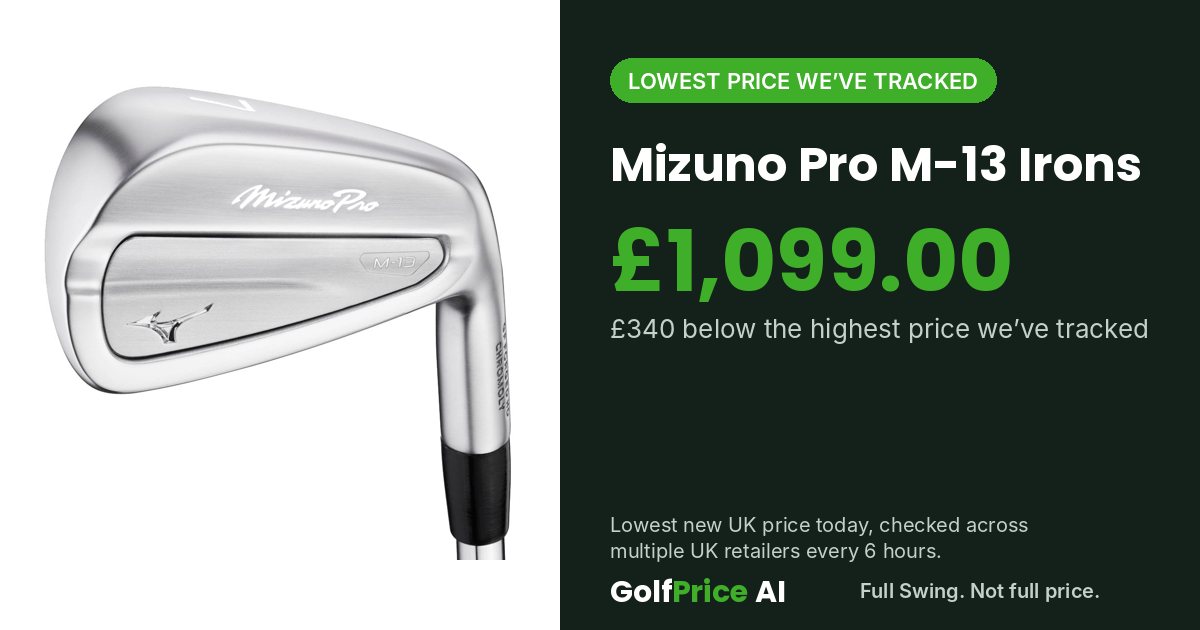 7
Mizuno Pro
M-13
CHROMOLY
LOWEST PRICE WE’VE TRACKED
Mizuno Pro M-13 Irons
£1,099.00
£340 below the highest price we’ve tracked
Lowest new UK price today, checked across
multiple UK retailers every 6 hours.
GolfPrice AI
Full Swing. Not full price.